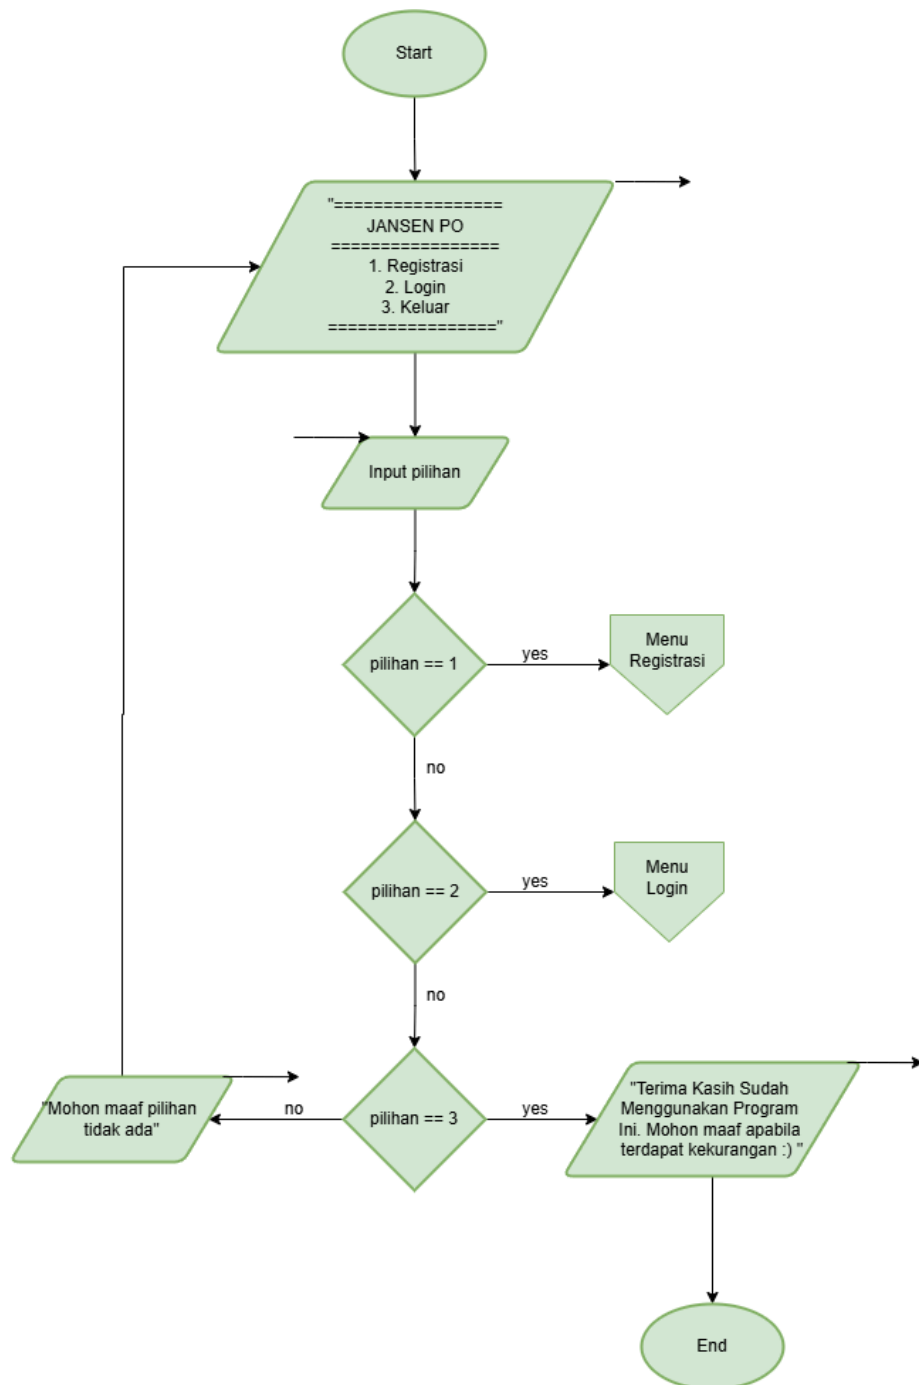 Start
"=================
JANSEN PO
=================
1. Registrasi
2. Login
3. Keluar
================="
Input pilihan
pilihan == 1
yes
Menu
Registrasi
no
pilihan == 2
yes
Menu
Login
no
pilihan == 3
no
"Mohon maaf pilihan
tidak ada"
yes
"Terima Kasih Sudah
Menggunakan Program
Ini. Mohon maaf apabila
terdapat kekurangan :) "
End